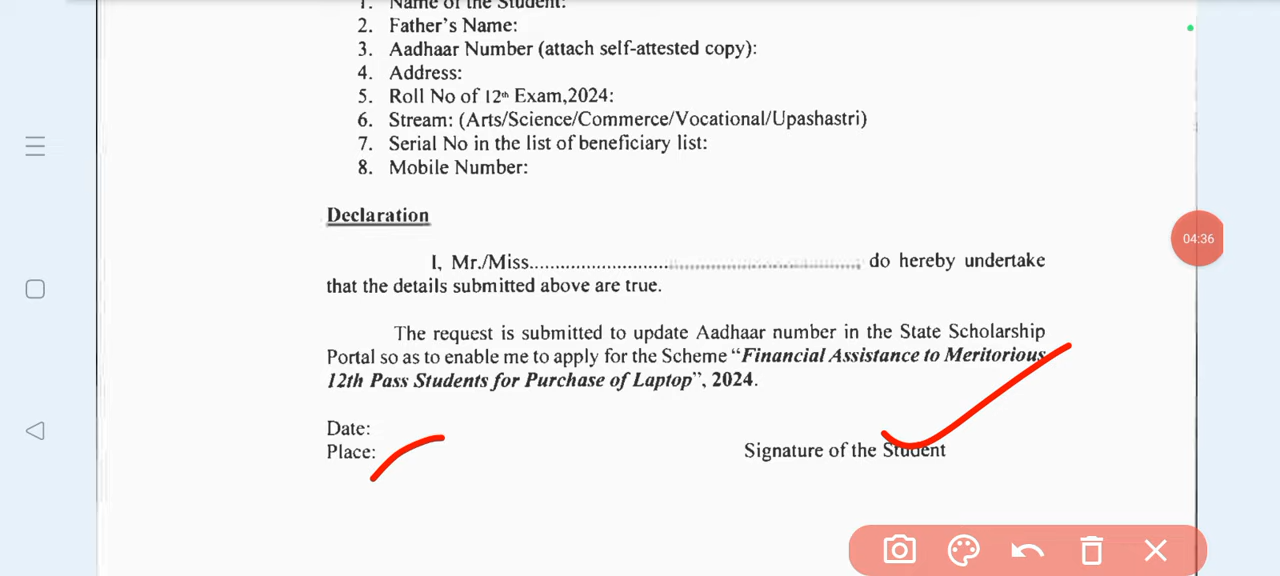 1. Name of the Student:
2. Father's Name:
3. Aadhaar Number (attach self-attested copy):
4. Address:
5. Roll No of 12th Exam,2024:
6. Stream: (Arts/Science/Commerce/Vocational/Upashastri)
7. Serial No in the list of beneficiary list:
8. Mobile Number:
Declaration
I, Mr./Miss.................................................................. do hereby undertake
that the details submitted above are true.
The request is submitted to update Aadhaar number in the State Scholarship
Portal so as to enable me to apply for the Scheme “Financial Assistance to Meritorious
12th Pass Students for Purchase of Laptop”, 2024.
Date:
Place:
Signature of the Student
04:36